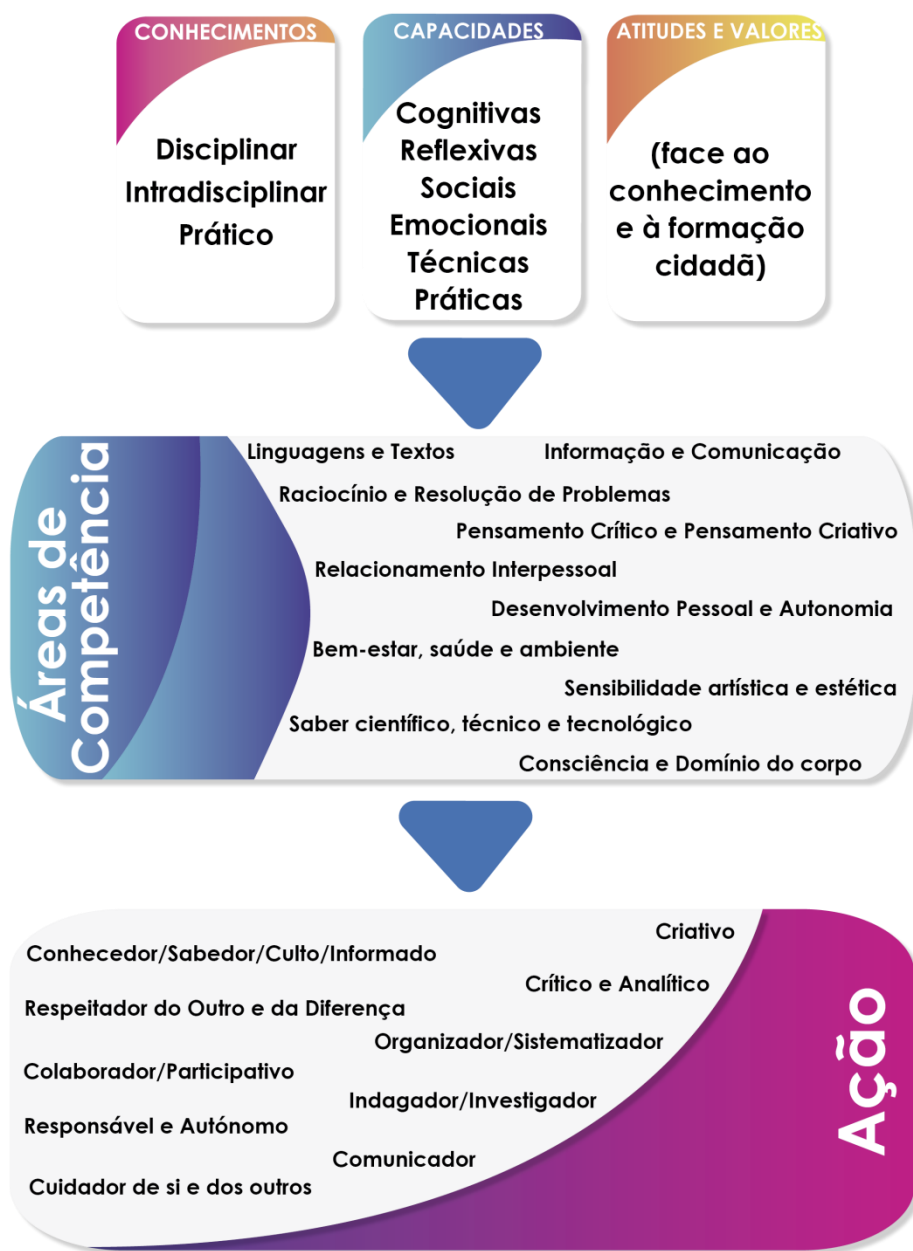 CONHECIMENTOS
Disciplinar
Intradisciplinar
Prático
CAPACIDADES
Cognitivas
Reflexivas
Sociais
Emocionais
Técnicas
Práticas
ATITUDES E VALORES
(face ao
conhecimento
e à formação
cidadã)
Áreas de
Competência
Linguagens e Textos
Informação e Comunicação
Raciocínio e Resolução de Problemas
Pensamento Crítico e Pensamento Criativo
Relacionamento Interpessoal
Desenvolvimento Pessoal e Autonomia
Bem-estar, saúde e ambiente
Sensibilidade artística e estética
Saber científico, técnico e tecnológico
Consciência e Domínio do corpo
Conhecedor/Sabedor/Culto/Informado
Respeitador do Outro e da Diferença
Colaborador/Participativo
Responsável e Autónomo
Cuidador de si e dos outros
Criativo
Crítico e Analítico
Organizador/Sistematizador
Indagador/Investigador
Comunicador
Ação